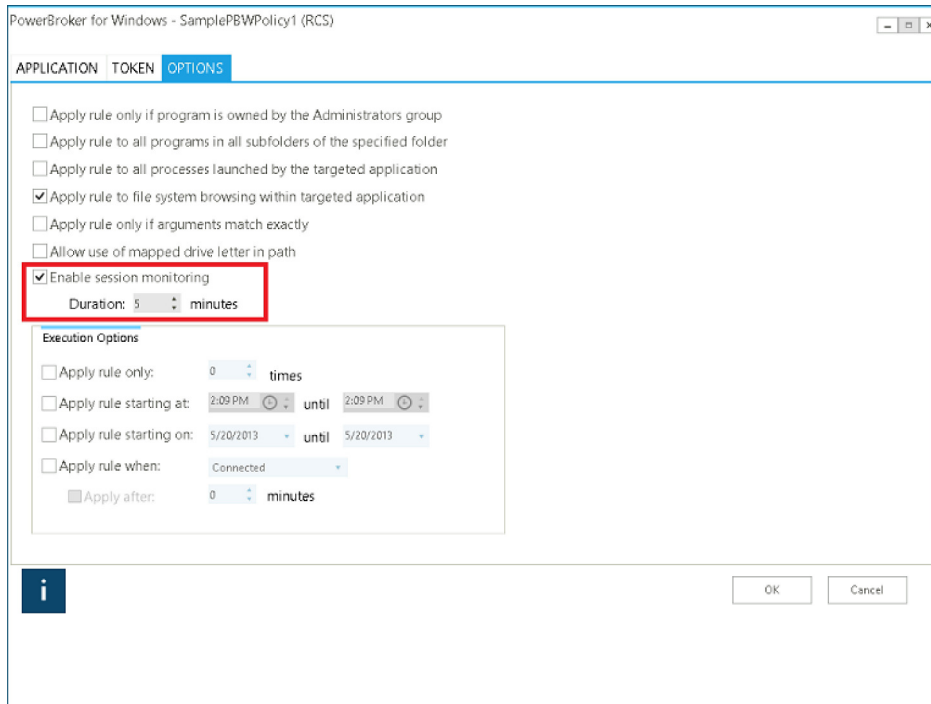 PowerBroker for Windows - SamplePBWPolicy1 (RCS)
APPLICATION TOKEN OPTIONS
Apply rule only if program is owned by the Administrators group
Apply rule to all programs in all subfolders of the specified folder
Apply rule to all processes launched by the targeted application
Apply rule to file system browsing within targeted application
Apply rule only if arguments match exactly
Allow use of mapped drive letter in path
Enable session monitoring
Duration: 5 minutes
Execution Options
Apply rule only: 0 times
Apply rule starting at: 2:09 PM until 2:09 PM
Apply rule starting on: 5/20/2013 until 5/20/2013
Apply rule when: Connected
Apply after: 0 minutes
i
OK Cancel